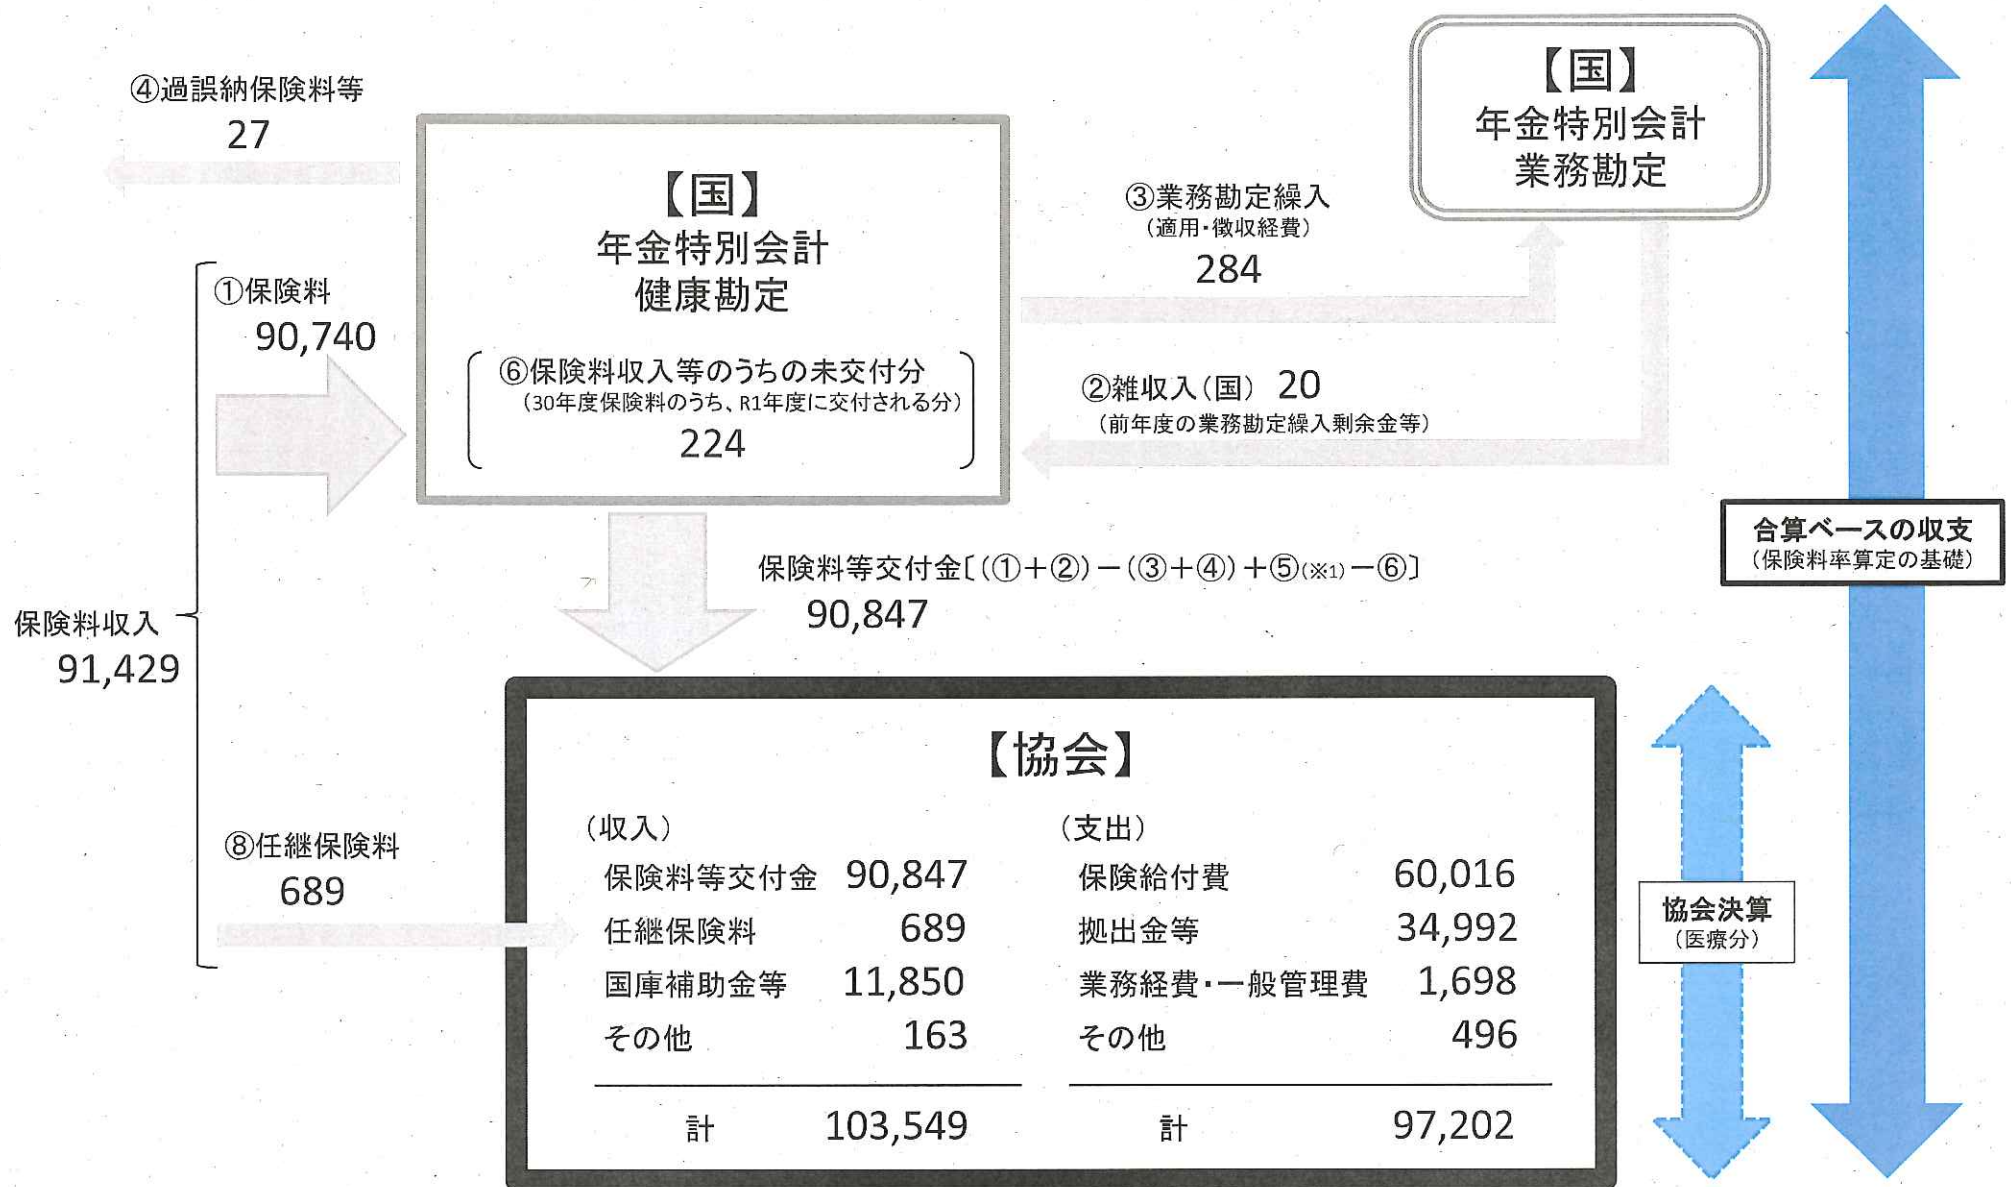 ④過誤納保険料等
27
【国】
年金特別会計
業務勘定
【国】
年金特別会計
健康勘定
③業務勘定繰入
(適用・徴収経費)
284
①保険料
90,740
⑥保険料収入等のうちの未交付分
(30年度保険料のうち、R1年度に交付される分)
224
②雑収入(国) 20
(前年度の業務勘定繰入剰余金等)
合算ベースの収支
(保険料率算定の基礎)
保険料等交付金〔(①+②)-(③+④)+⑤(※1)-⑥〕
90,847
保険料収入
91,429
【協会】
(収入)
保険料等交付金 90,847
任継保険料 689
国庫補助金等 11,850
その他 163
計 103,549
(支出)
保険給付費 60,016
拠出金等 34,992
業務経費・一般管理費 1,698
その他 496
計 97,202
⑧任継保険料
689
協会決算
(医療分)